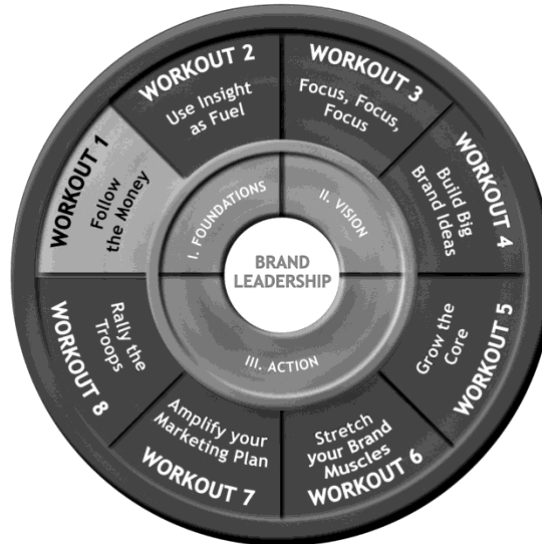 WORKOUT 1
Follow
the Money
WORKOUT 2
Use Insight
as Fuel
WORKOUT 3
Focus, Focus,
Focus
WORKOUT 4
Build Big
Brand Ideas
WORKOUT 5
Grow the
Core
WORKOUT 6
Stretch
your Brand
Muscles
WORKOUT 7
Amplify your
Marketing Plan
WORKOUT 8
Rally the
Troops
I. FOUNDATIONS
II. VISION
III. ACTION
BRAND
LEADERSHIP